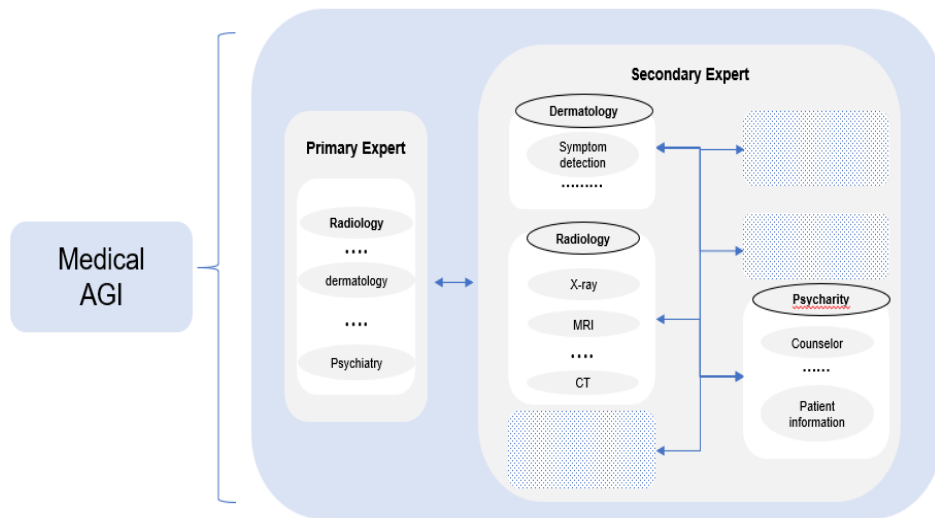 Medical
AGI
Primary Expert
Radiology
....
dermatology
....
Psychiatry
Secondary Expert
Dermatology
Symptom
detection
.........
Radiology
X-ray
MRI
....
CT
Psycharity
Counselor
......
Patient
information